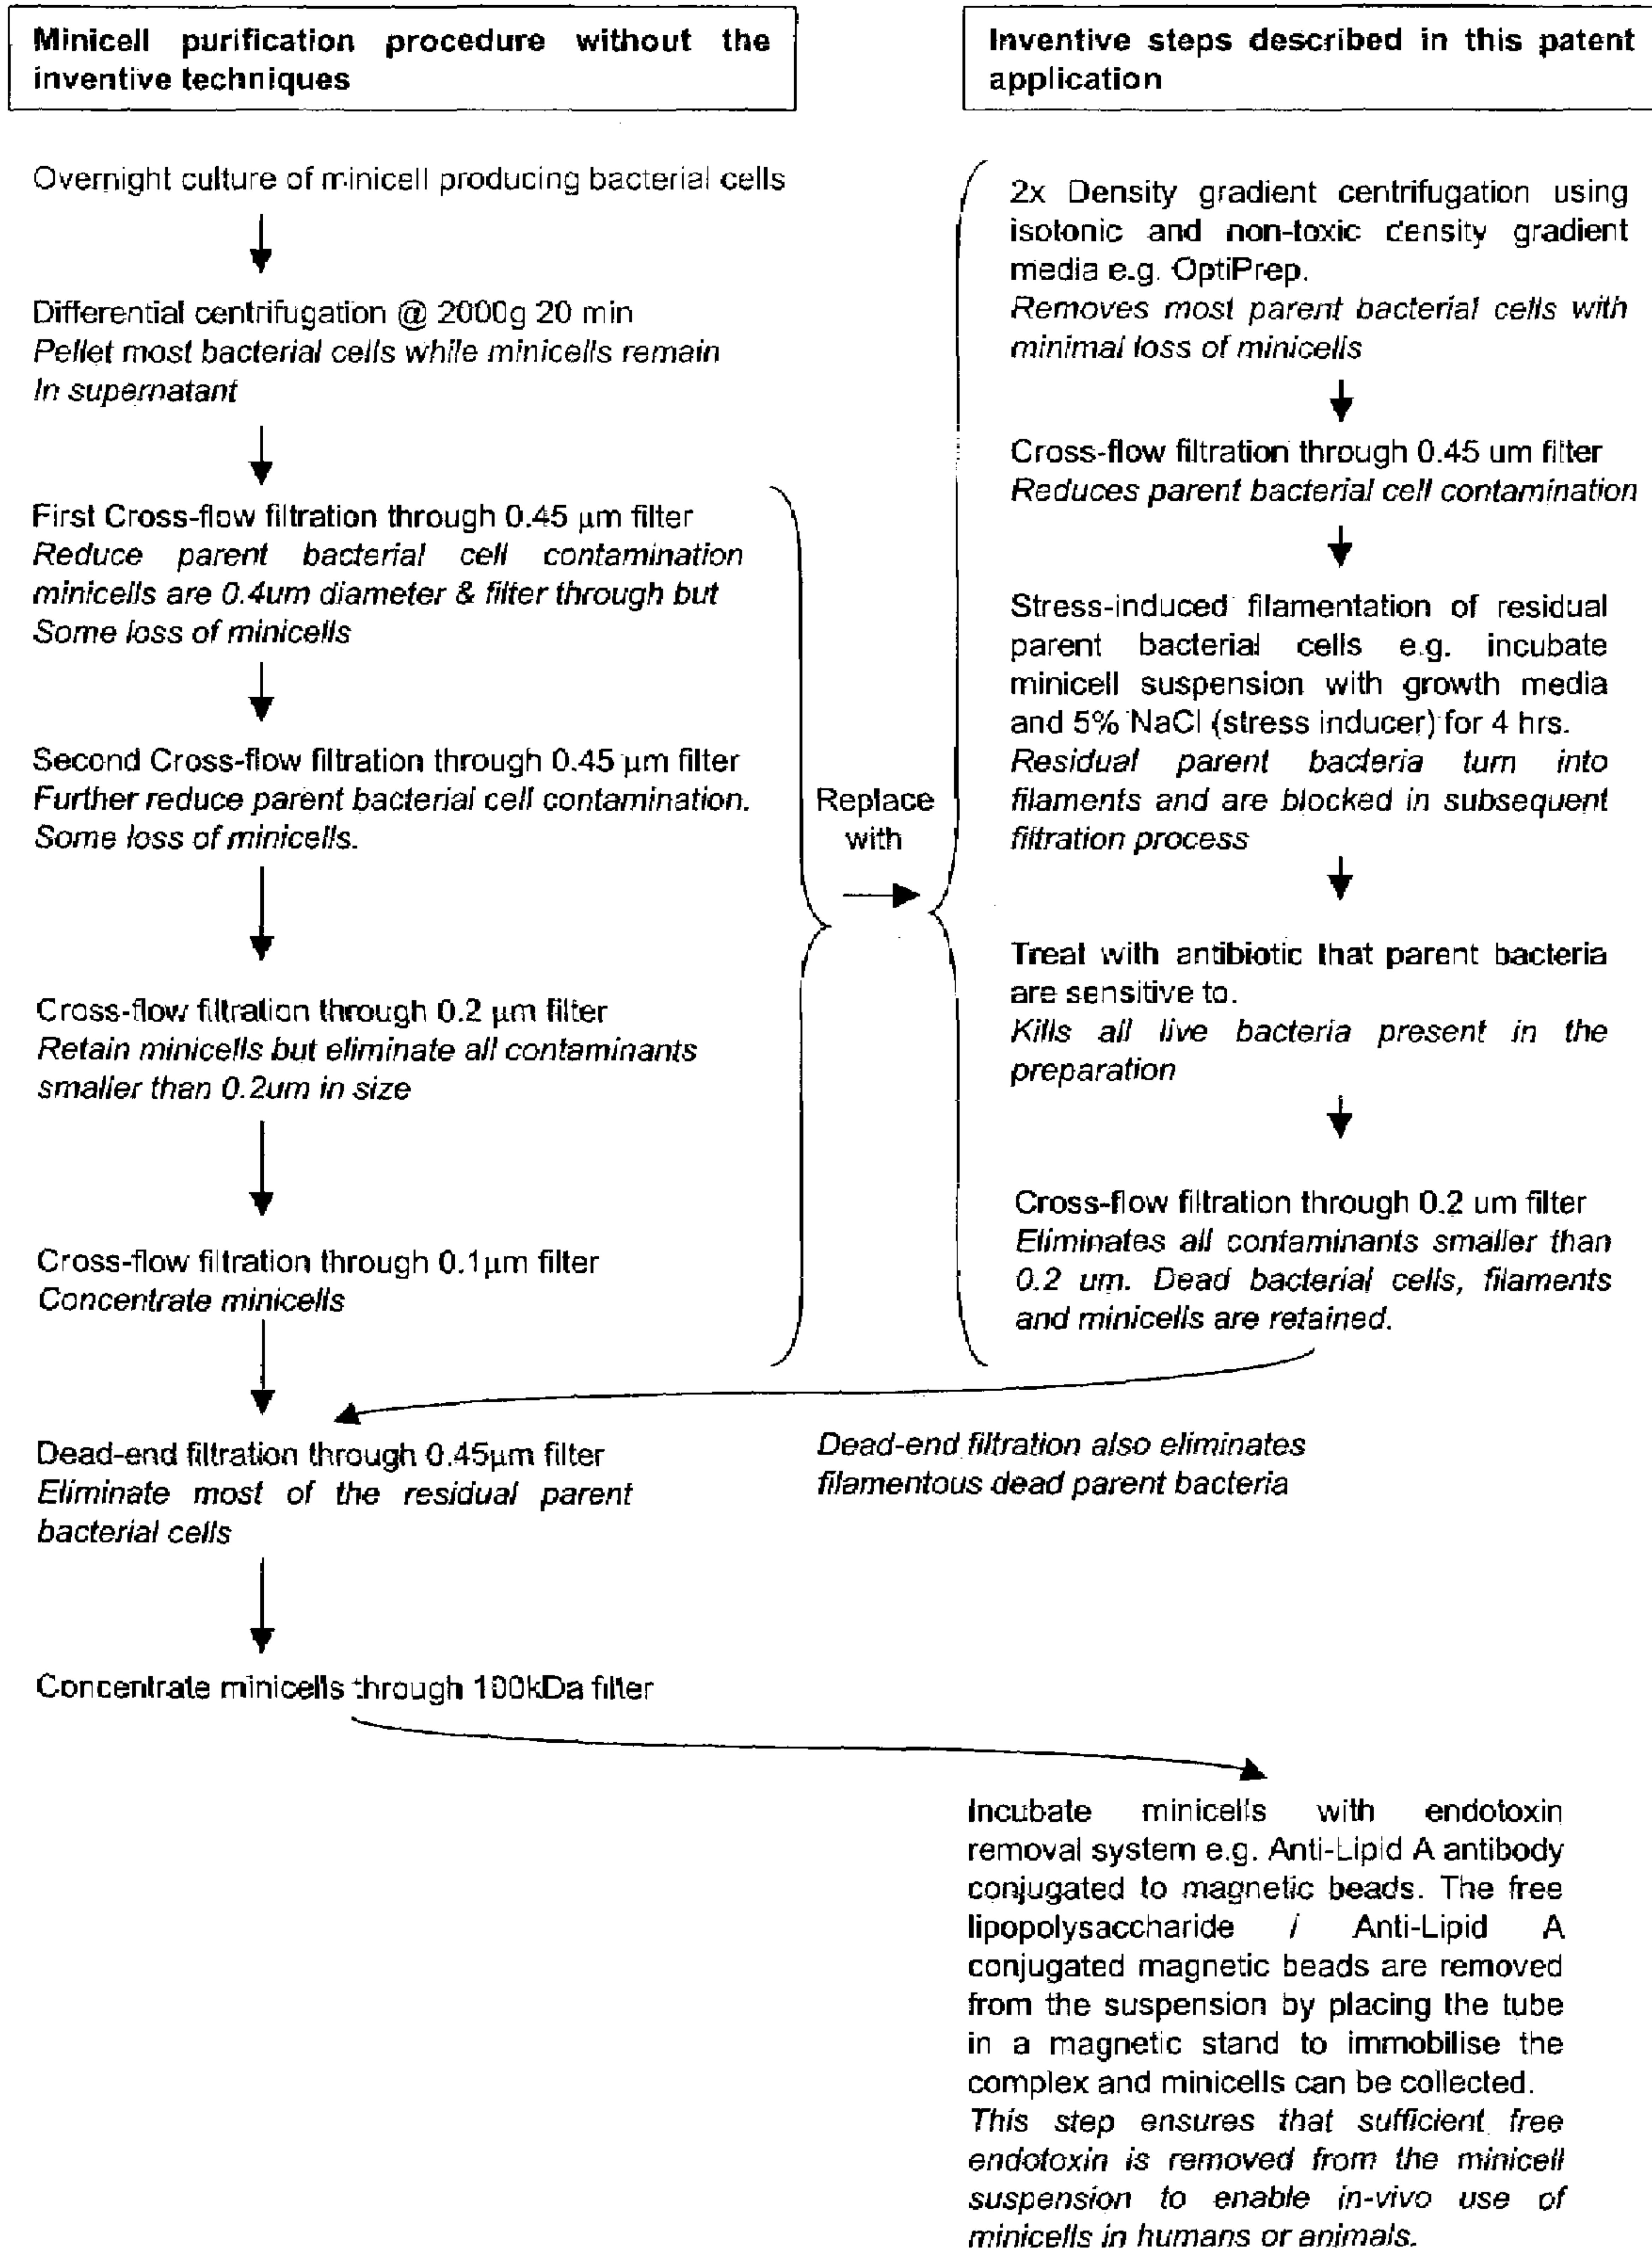 Minicell purification procedure without the
inventive techniques
Overnight culture of minicell producing bacterial cells
Differential centrifugation @ 2000g 20 min
Pellet most bacterial cells while minicells remain
In supernatant
First Cross-flow filtration through 0.45 µm filter
Reduce parent bacterial cell contamination
minicells are 0.4um diameter & filter through but
Some loss of minicells
Second Cross-flow filtration through 0.45 µm filter
Further reduce parent bacterial cell contamination.
Some loss of minicells.
Cross-flow filtration through 0.2 µm filter
Retain minicells but eliminate all contaminants
smaller than 0.2um in size
Cross-flow filtration through 0.1µm filter
Concentrate minicells
Replace
with
Inventive steps described in this patent
application
2x Density gradient centrifugation using
isotonic and non-toxic density gradient
media e.g. OptiPrep.
Removes most parent bacterial cells with
minimal loss of minicells
Cross-flow filtration through 0.45 um filter
Reduces parent bacterial cell contamination
Stress-induced filamentation of residual
parent bacterial cells e.g. incubate
minicell suspension with growth media
and 5% NaCl (stress inducer) for 4 hrs.
Residual parent bacteria turn into
filaments and are blocked in subsequent
filtration process
Treat with antibiotic that parent bacteria
are sensitive to.
Kills all live bacteria present in the
preparation
Cross-flow filtration through 0.2 um filter
Eliminates all contaminants smaller than
0.2 um. Dead bacterial cells, filaments
and minicells are retained.
Dead-end filtration through 0.45µm filter
Eliminate most of the residual parent
bacterial cells
Dead-end filtration also eliminates
filamentous dead parent bacteria
Concentrate minicells through 100kDa filter
Incubate minicells with endotoxin
removal system e.g. Anti-Lipid A antibody
conjugated to magnetic beads. The free
lipopolysaccharide / Anti-Lipid A
conjugated magnetic beads are removed
from the suspension by placing the tube
in a magnetic stand to immobilise the
complex and minicells can be collected.
This step ensures that sufficient free
endotoxin is removed from the minicell
suspension to enable in-vivo use of
minicells in humans or animals.